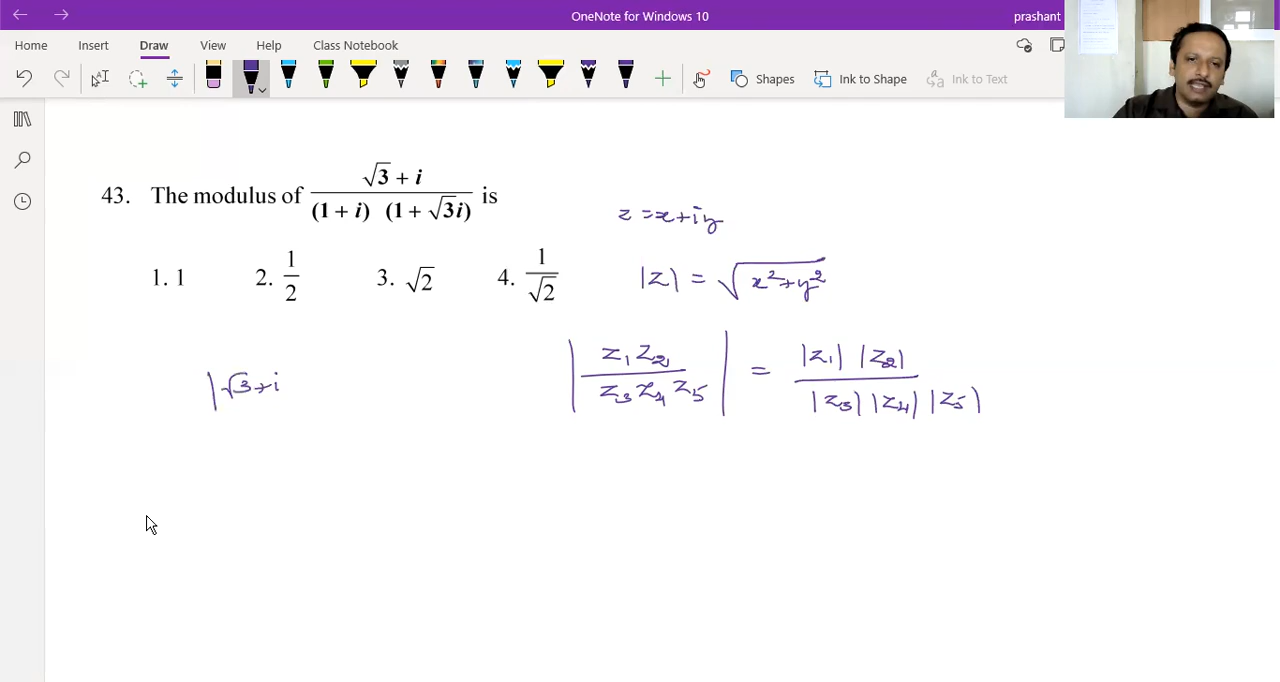 OneNote for Windows 10
prashant
Home Insert Draw View Help Class Notebook
Shapes Ink to Shape Ink to Text
43. The modulus of (√3 + i) / ((1 + i) (1 + √3i)) is
z = x+iy
1. 1 2. 1/2 3. √2 4. 1/√2
|z| = √(x²+y²)
|z₁ z₂ / z₃ z₄ z₅| = |z₁| |z₂| / |z₃| |z₄| |z₅|
|√3+i